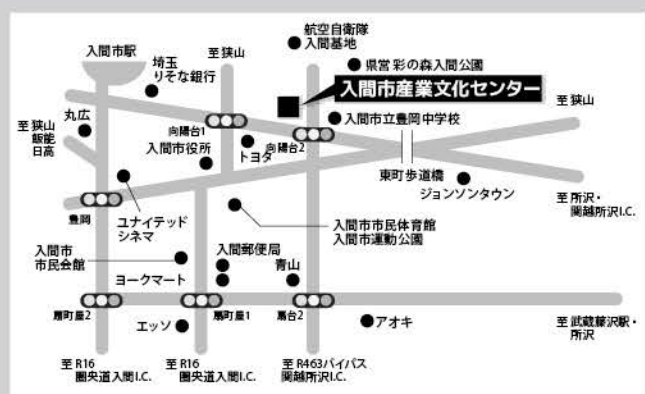 航空自衛隊
入間基地
入間市駅
埼玉
りそな銀行
至狭山
県営 彩の森入間公園
入間市産業文化センター
丸広
至狭山
飯能
日高
向陽台1
向陽台2
入間市立豊岡中学校
至狭山
入間市役所
トヨタ
東町歩道橋
ジョンソンタウン
至所沢・
関越所沢I.C.
豊岡
ユナイテッド
シネマ
入間市市民体育館
入間市運動公園
入間市
市民会館
入間郵便局
ヨークマート
青山
扇町屋2
エッソ
扇町屋1
扇台2
アオキ
至武蔵藤沢駅・
所沢
至R16
圏央道入間I.C.
至R16
圏央道入間I.C.
至R463バイパス
関越所沢I.C.